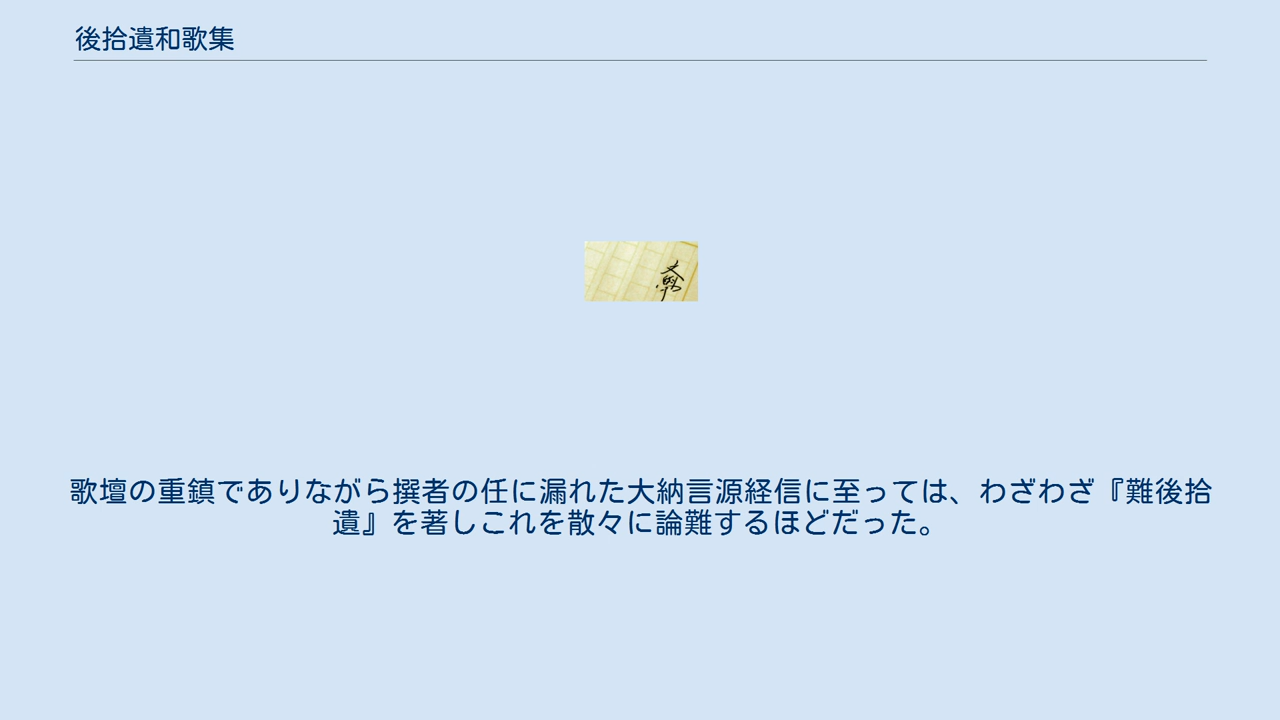 後拾遺和歌集
歌壇の重鎮でありながら撰者の任に漏れた大納言源経信に至っては、わざわざ『難後拾
遺』を著しこれを散々に論難するほどだった。